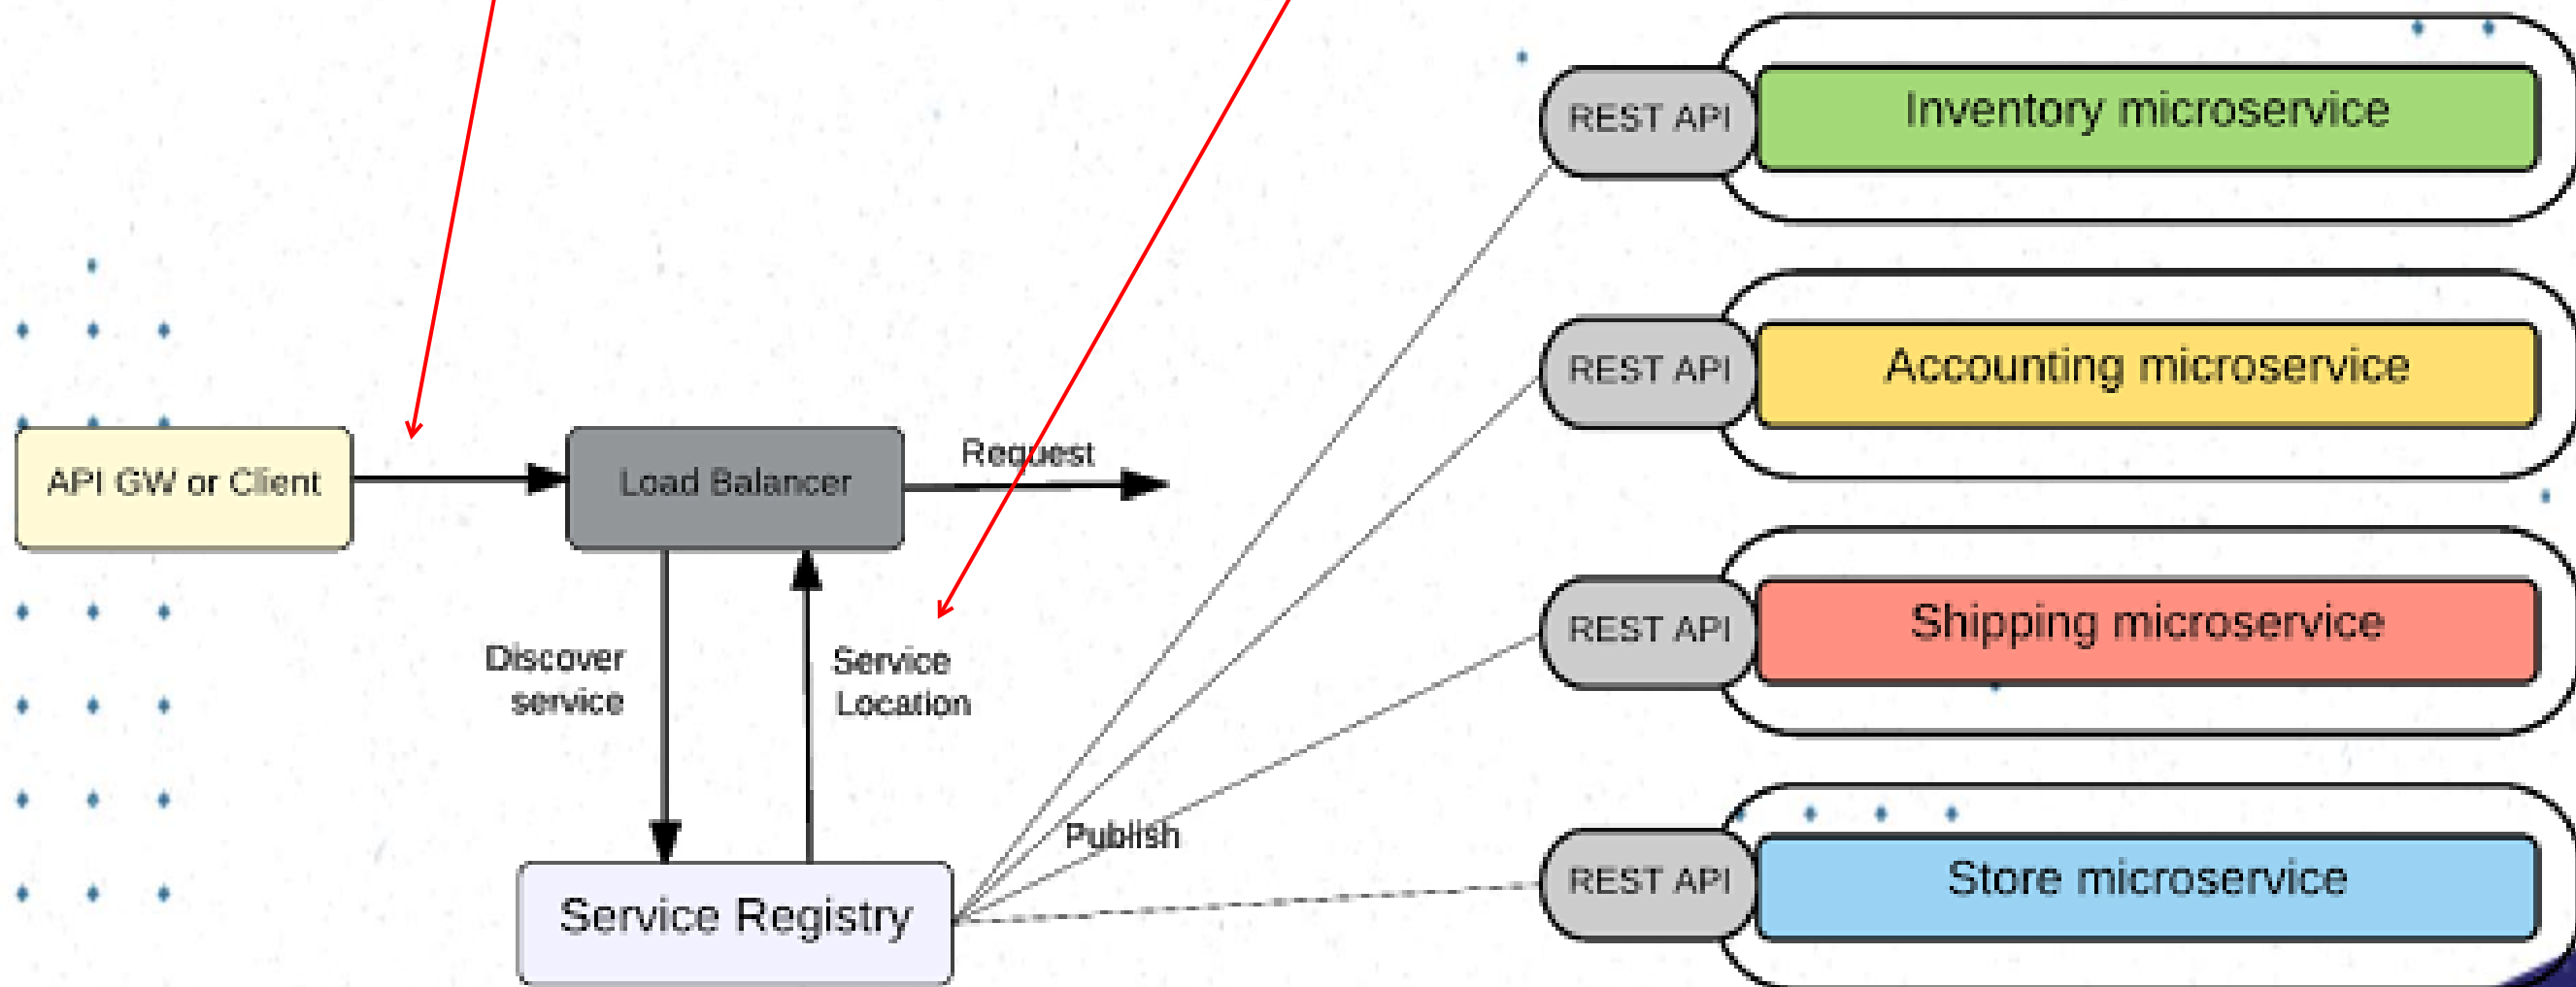 REST API
Inventory microservice
REST API
Accounting microservice
API GW or Client
Load Balancer
Request
REST API
Shipping microservice
Discover
service
Service
Location
Publish
REST API
Store microservice
Service Registry